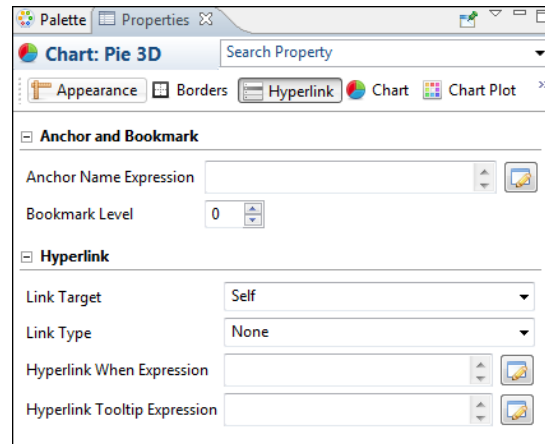 Palette Properties
Chart: Pie 3D Search Property
Appearance Borders Hyperlink Chart Chart Plot »
Anchor and Bookmark
Anchor Name Expression
Bookmark Level 0
Hyperlink
Link Target Self
Link Type None
Hyperlink When Expression
Hyperlink Tooltip Expression